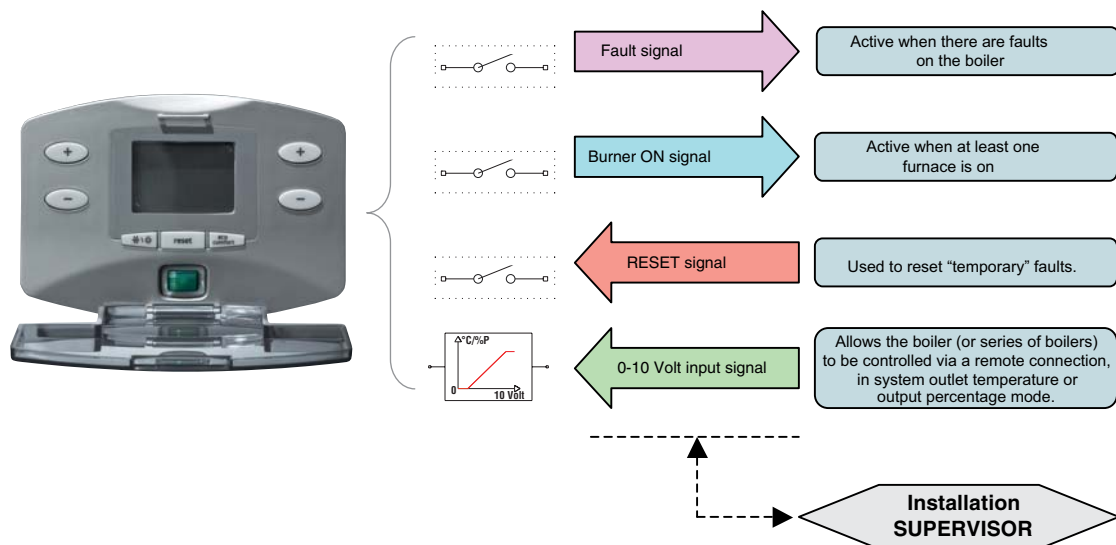 Fault signal
Active when there are faults
on the boiler
+
+
Burner ON signal
Active when at least one
furnace is on
−
−
reset
eco
comfort
RESET signal
Used to reset “temporary” faults.
°C/%P
0
10 Volt
0-10 Volt input signal
Allows the boiler (or series of boilers)
to be controlled via a remote connection,
in system outlet temperature or
output percentage mode.
Installation
SUPERVISOR